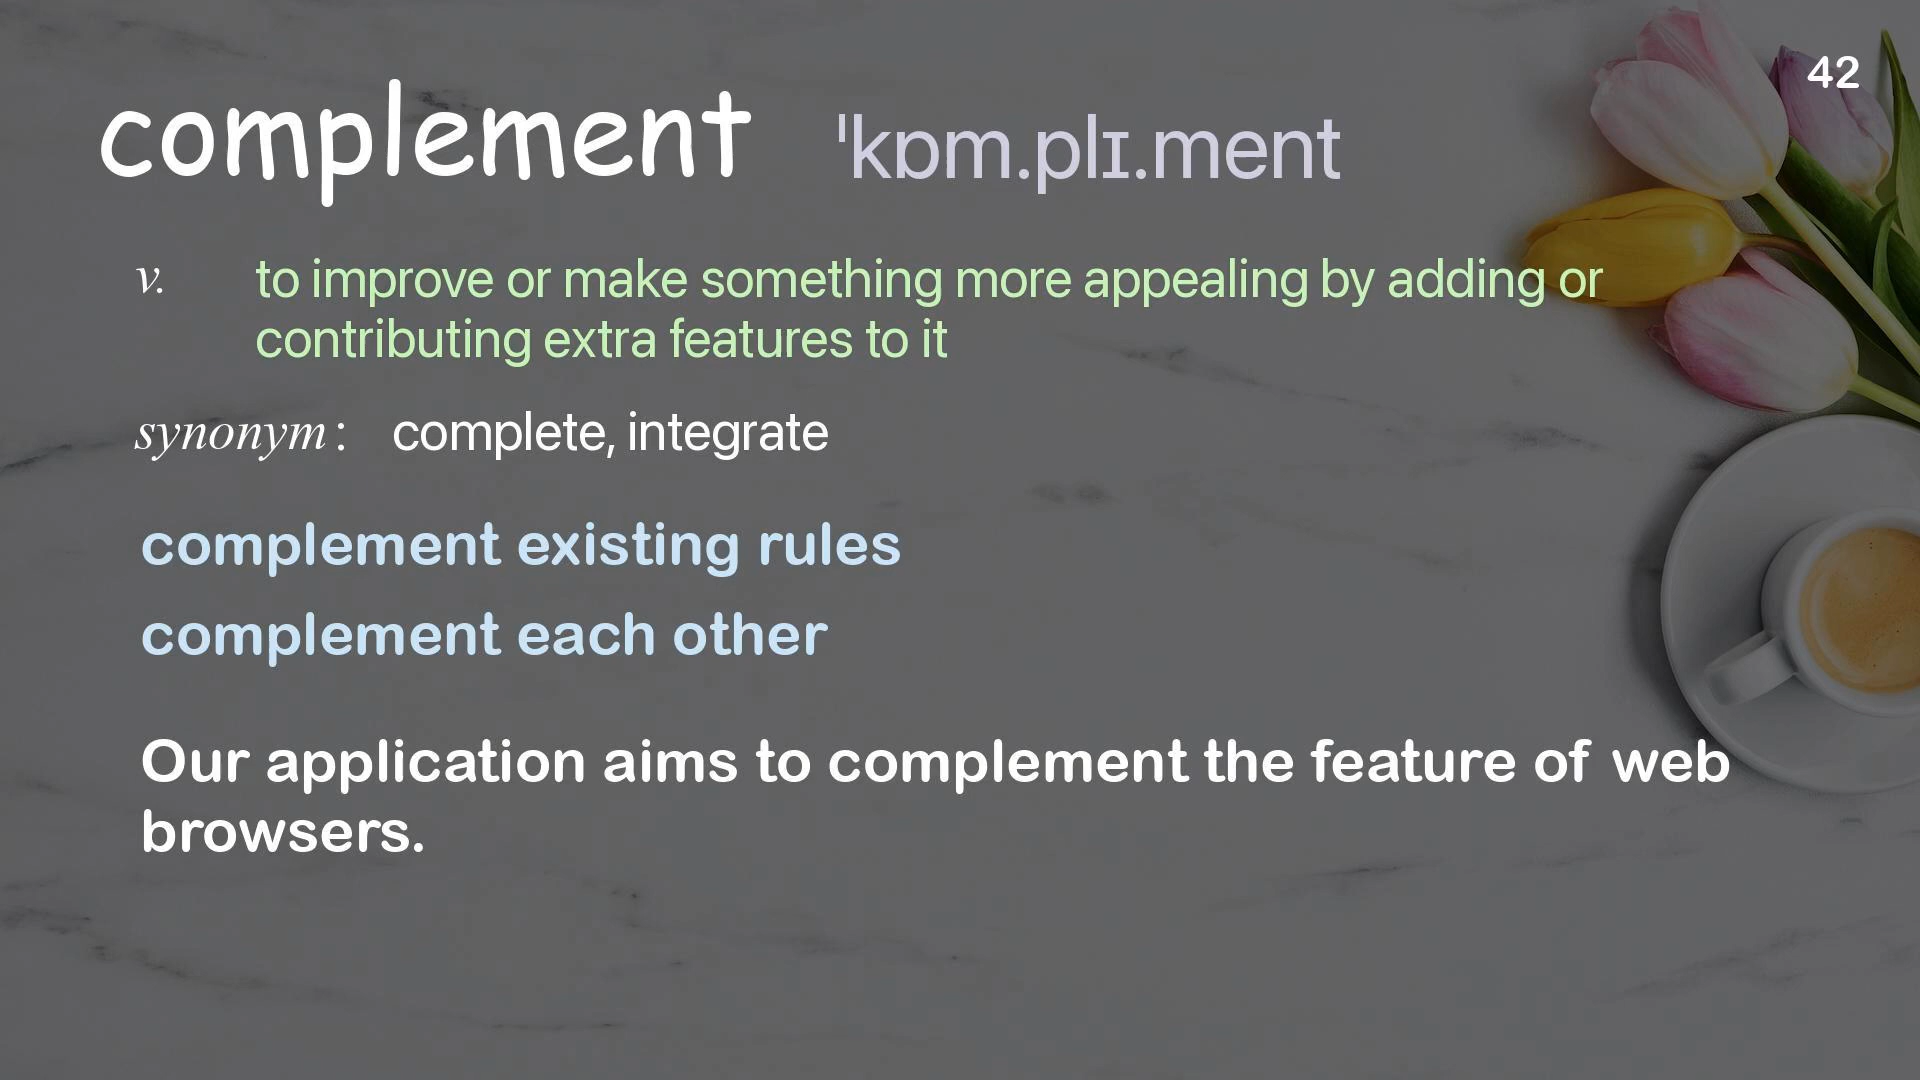 42
complement ˈkɒm.plɪ.ment
v. to improve or make something more appealing by adding or
contributing extra features to it
synonym : complete, integrate
complement existing rules
complement each other
Our application aims to complement the feature of web
browsers.